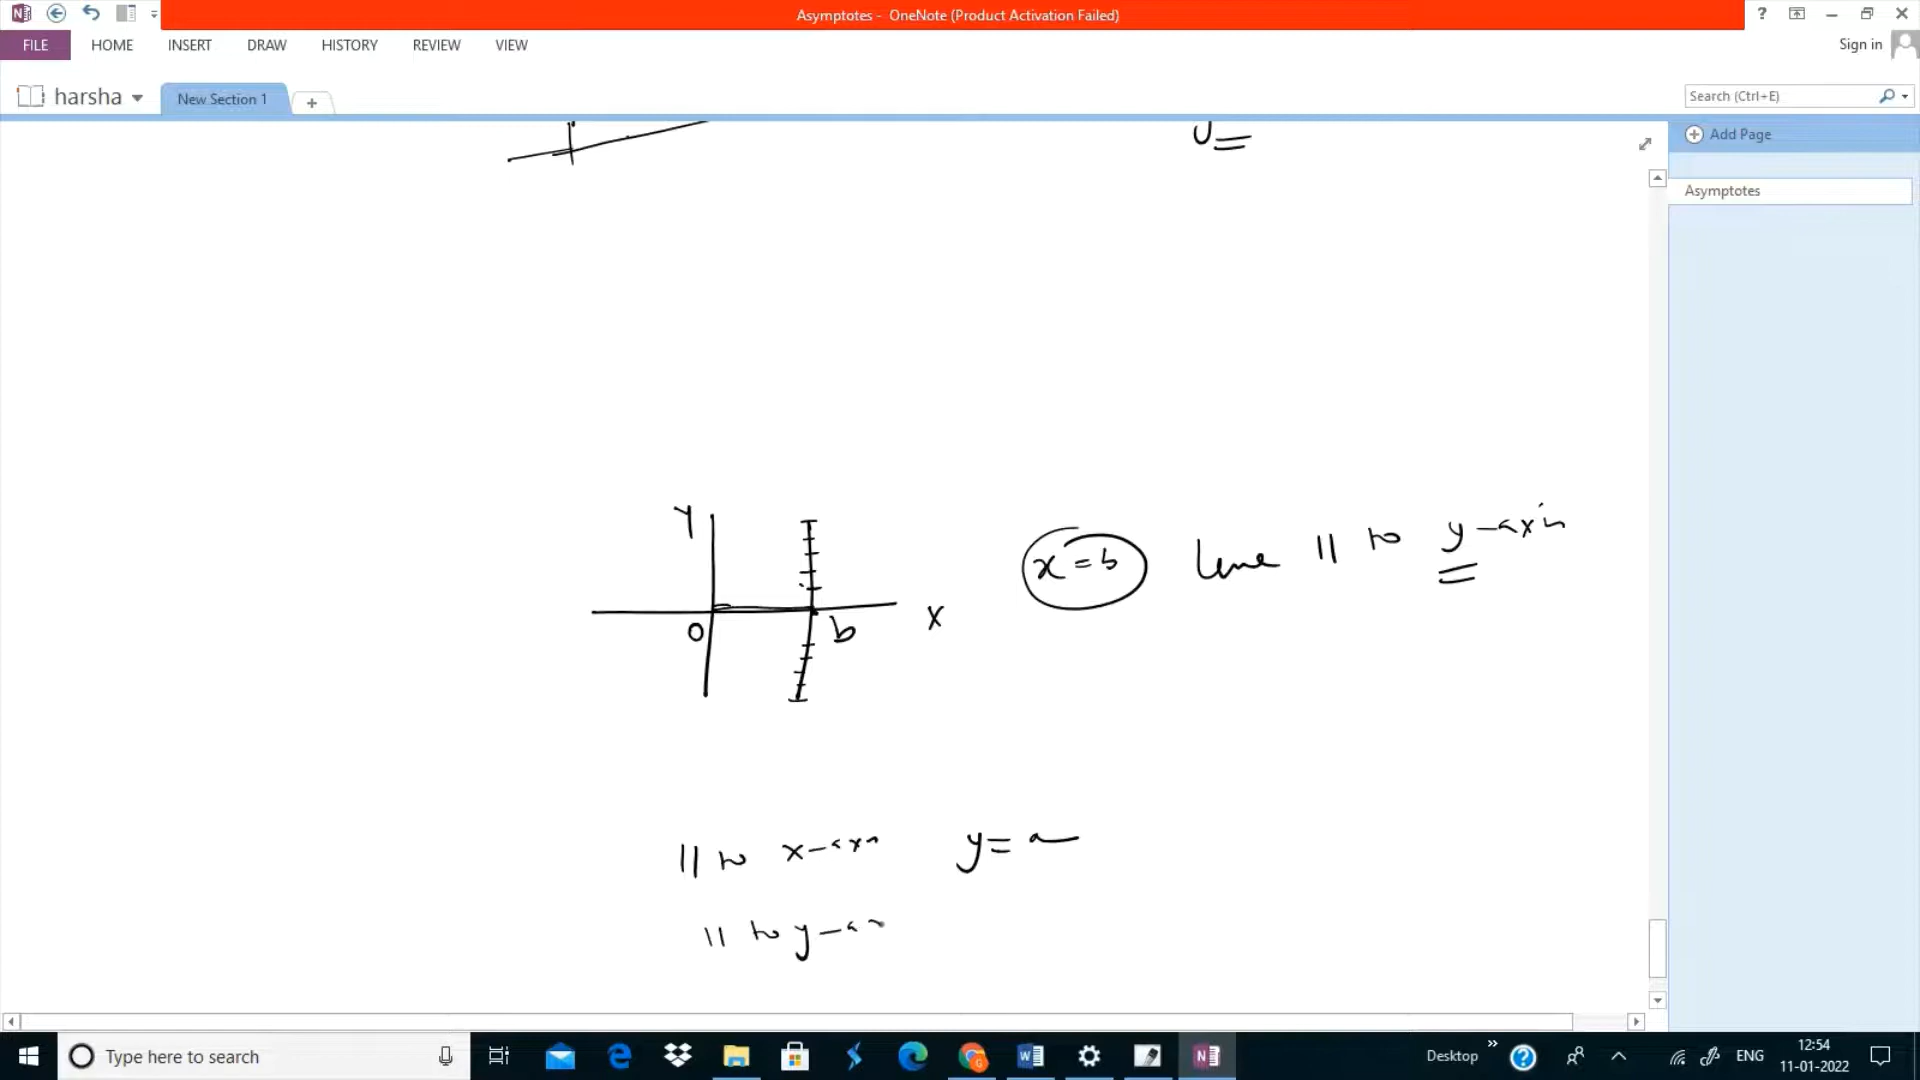 Asymptotes - OneNote (Product Activation Failed)
?
FILE HOME INSERT DRAW HISTORY REVIEW VIEW
Sign in
harsha New Section 1 +
Search (Ctrl+E)
Add Page
Asymptotes
y
x = b line || to y-axis
O b x
|| to x-axis y = a
|| to y-a
Type here to search
Desktop » ENG 12:54
11-01-2022